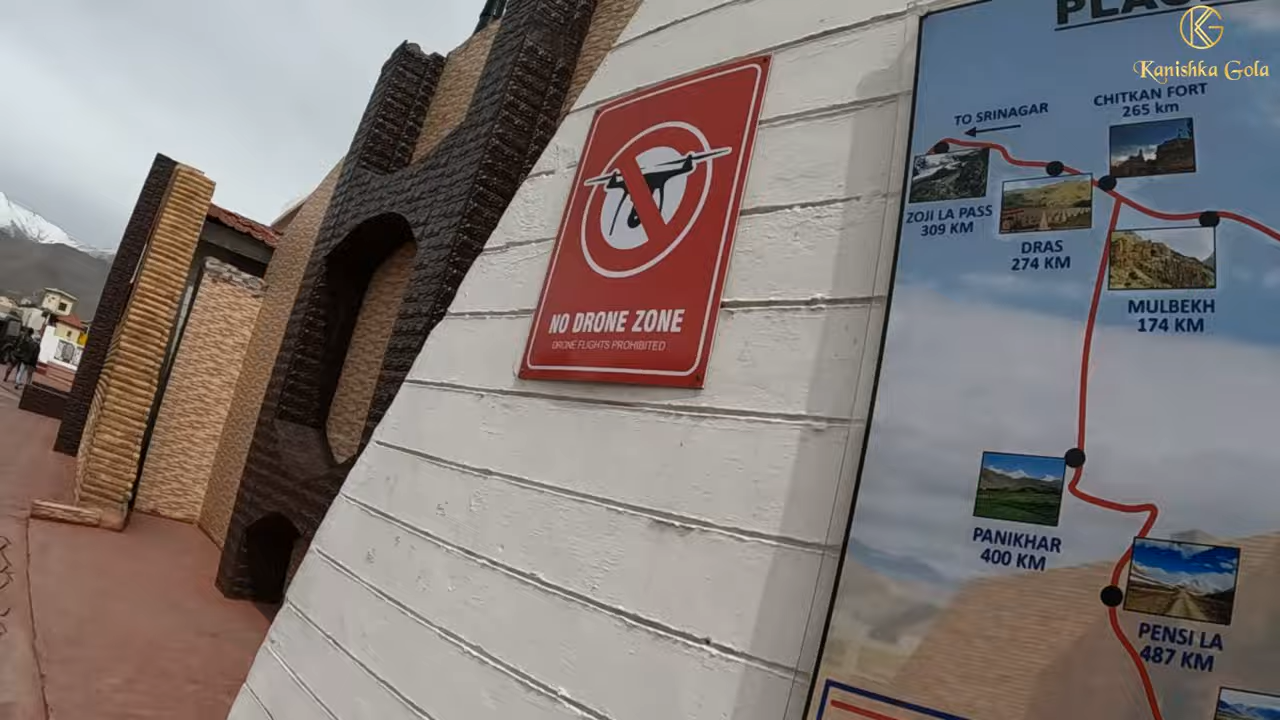 NO DRONE ZONE
DRONE FLIGHTS PROHIBITED
Kanishka Gola
TO SRINAGAR
CHITKAN FORT
265 km
ZOJI LA PASS
309 KM
DRAS
274 KM
MULBEKH
174 KM
PANIKHAR
400 KM
PENSI LA
487 KM